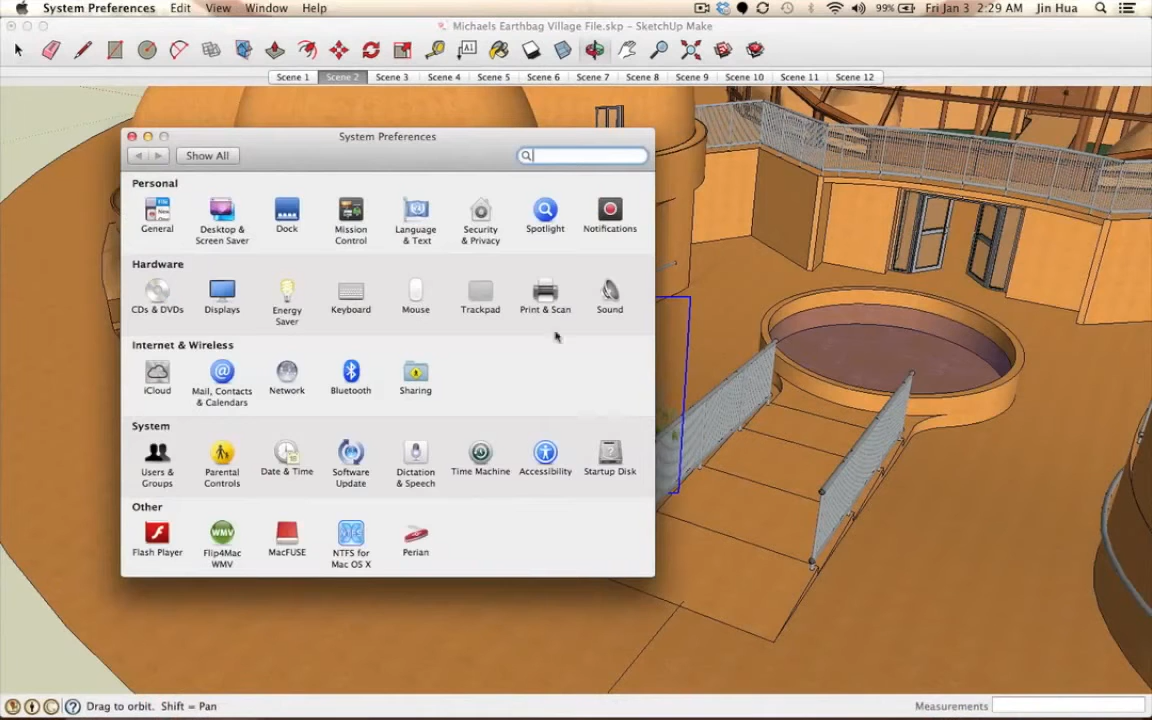 System Preferences Edit View Window Help 99% Fri Jan 3 2:29 AM Jin Hua
Michaels Earthbag Village File.skp - SketchUp Make
A1
Scene 1 Scene 2 Scene 3 Scene 4 Scene 5 Scene 6 Scene 7 Scene 8 Scene 9 Scene 10 Scene 11 Scene 12
System Preferences
Show All
Personal
General Desktop & Screen Saver Dock Mission Control Language & Text Security & Privacy Spotlight Notifications
Hardware
CDs & DVDs Displays Energy Saver Keyboard Mouse Trackpad Print & Scan Sound
Internet & Wireless
iCloud Mail, Contacts & Calendars Network Bluetooth Sharing
System
Users & Groups Parental Controls Date & Time Software Update Dictation & Speech Time Machine Accessibility Startup Disk
Other
WMV
Flash Player Flip4Mac WMV MacFUSE NTFS for Mac OS X Perian
Drag to orbit. Shift = Pan Measurements